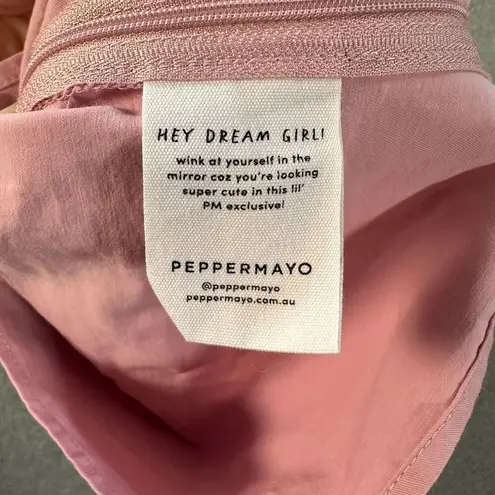 HEY DREAM GIRL!
wink at yourself in the
mirror coz you're looking
super cute in this lil'
PM exclusive!
PEPPERMAYO
@peppermayo
peppermayo.com.au